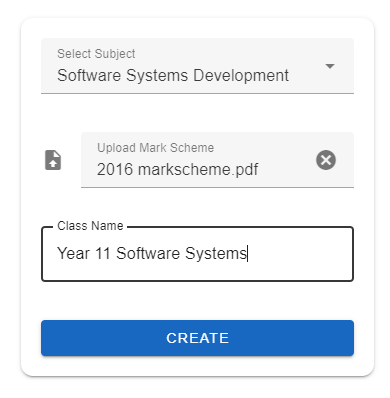 Select Subject
Software Systems Development
Upload Mark Scheme
2016 markscheme.pdf
Class Name
Year 11 Software Systems
CREATE